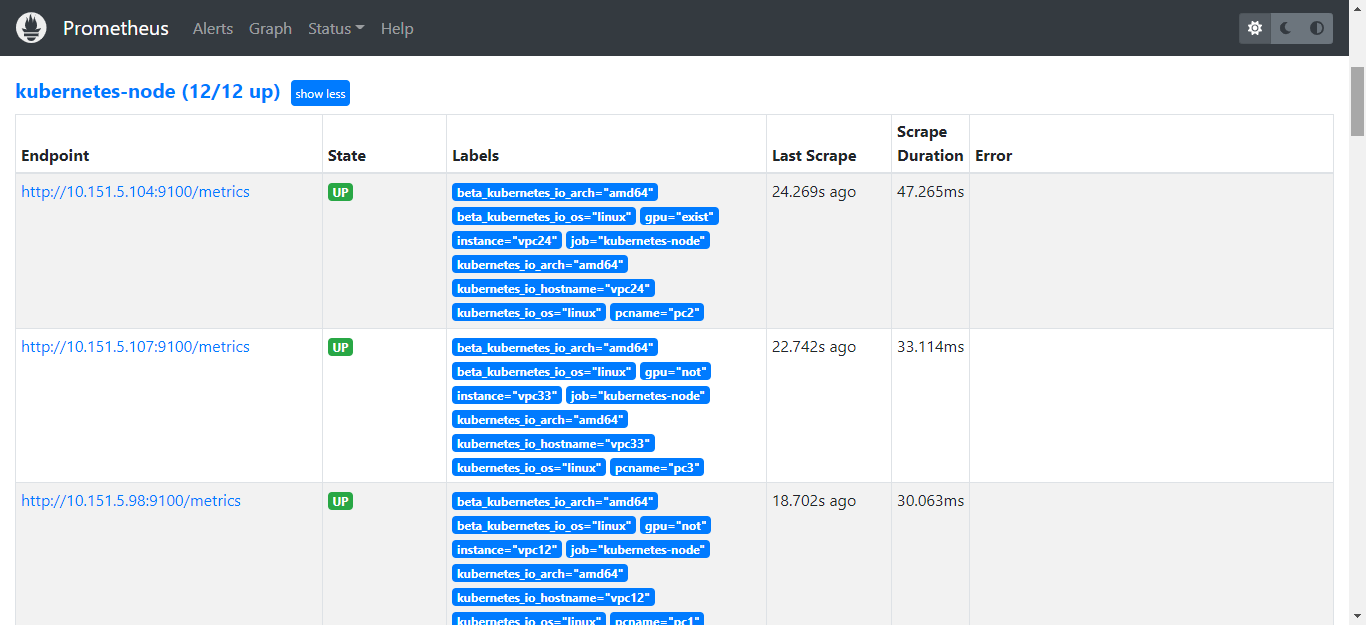 Prometheus Alerts Graph Status Help
kubernetes-node (12/12 up) show less
Endpoint State Labels Last Scrape Scrape Duration Error
http://10.151.5.104:9100/metrics UP beta_kubernetes_io_arch="amd64" 24.269s ago 47.265ms
beta_kubernetes_io_os="linux" gpu="exist"
instance="vpc24" job="kubernetes-node"
kubernetes_io_arch="amd64"
kubernetes_io_hostname="vpc24"
kubernetes_io_os="linux" pcname="pc2"
http://10.151.5.107:9100/metrics UP beta_kubernetes_io_arch="amd64" 22.742s ago 33.114ms
beta_kubernetes_io_os="linux" gpu="not"
instance="vpc33" job="kubernetes-node"
kubernetes_io_arch="amd64"
kubernetes_io_hostname="vpc33"
kubernetes_io_os="linux" pcname="pc3"
http://10.151.5.98:9100/metrics UP beta_kubernetes_io_arch="amd64" 18.702s ago 30.063ms
beta_kubernetes_io_os="linux" gpu="not"
instance="vpc12" job="kubernetes-node"
kubernetes_io_arch="amd64"
kubernetes_io_hostname="vpc12"
kubernetes_io_os="linux" pcname="pc1"